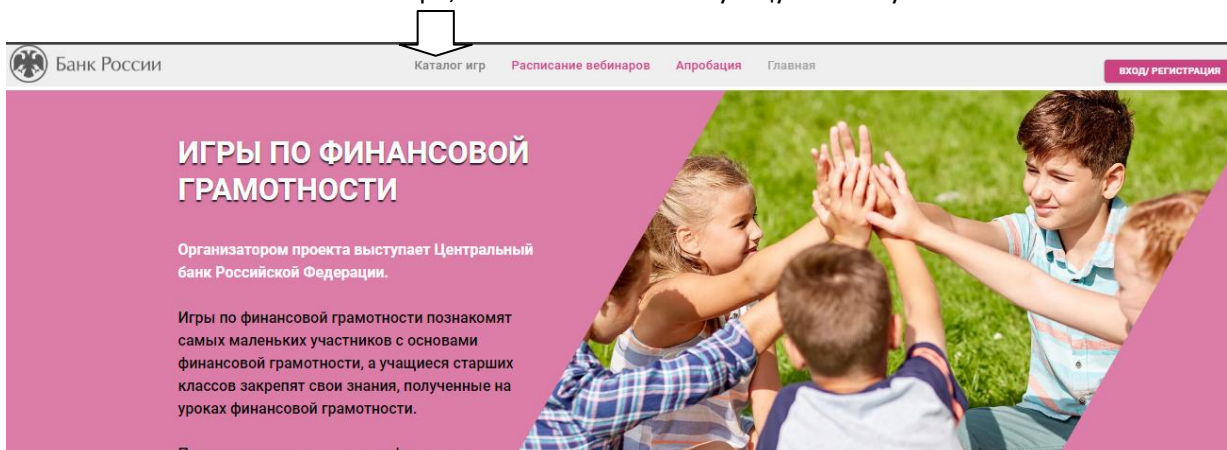 Банк России
Каталог игр Расписание вебинаров Апробация Главная
ВХОД/ РЕГИСТРАЦИЯ
ИГРЫ ПО ФИНАНСОВОЙ
ГРАМОТНОСТИ
Организатором проекта выступает Центральный
банк Российской Федерации.
Игры по финансовой грамотности познакомят
самых маленьких участников с основами
финансовой грамотности, а учащиеся старших
классов закрепят свои знания, полученные на
уроках финансовой грамотности.